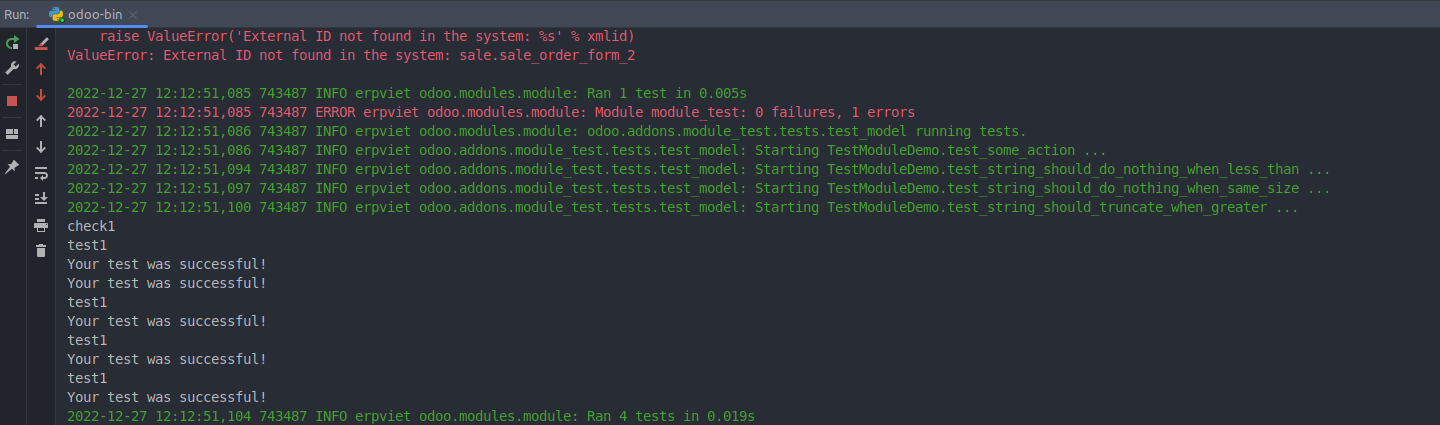 Run: odoo-bin
raise ValueError('External ID not found in the system: %s' % xmlid)
ValueError: External ID not found in the system: sale.sale_order_form_2
2022-12-27 12:12:51,085 743487 INFO erpviet odoo.modules.module: Ran 1 test in 0.005s
2022-12-27 12:12:51,085 743487 ERROR erpviet odoo.modules.module: Module module_test: 0 failures, 1 errors
2022-12-27 12:12:51,086 743487 INFO erpviet odoo.modules.module: odoo.addons.module_test.tests.test_model running tests.
2022-12-27 12:12:51,086 743487 INFO erpviet odoo.addons.module_test.tests.test_model: Starting TestModuleDemo.test_some_action ...
2022-12-27 12:12:51,094 743487 INFO erpviet odoo.addons.module_test.tests.test_model: Starting TestModuleDemo.test_string_should_do_nothing_when_less_than ...
2022-12-27 12:12:51,097 743487 INFO erpviet odoo.addons.module_test.tests.test_model: Starting TestModuleDemo.test_string_should_do_nothing_when_same_size ...
2022-12-27 12:12:51,100 743487 INFO erpviet odoo.addons.module_test.tests.test_model: Starting TestModuleDemo.test_string_should_truncate_when_greater ...
check1
test1
Your test was successful!
Your test was successful!
test1
Your test was successful!
test1
Your test was successful!
test1
Your test was successful!
2022-12-27 12:12:51,104 743487 INFO erpviet odoo.modules.module: Ran 4 tests in 0.019s